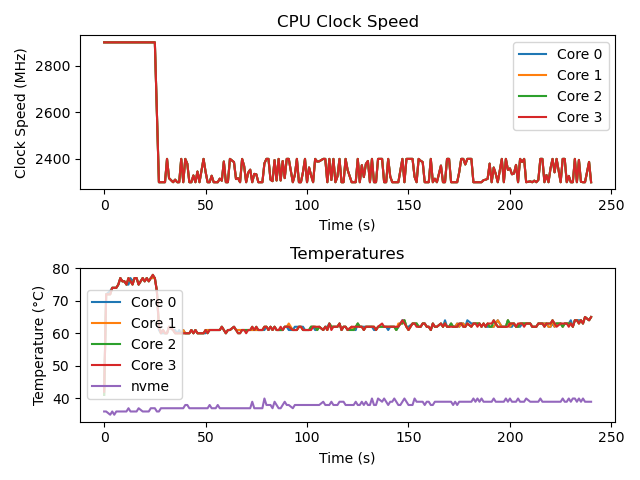 CPU Clock Speed
Clock Speed (MHz)
2800
2600
2400
Core 0
Core 1
Core 2
Core 3
0
50
100
150
200
250
Time (s)
Temperatures
Temperature (°C)
80
70
60
50
40
Core 0
Core 1
Core 2
Core 3
nvme
0
50
100
150
200
250
Time (s)